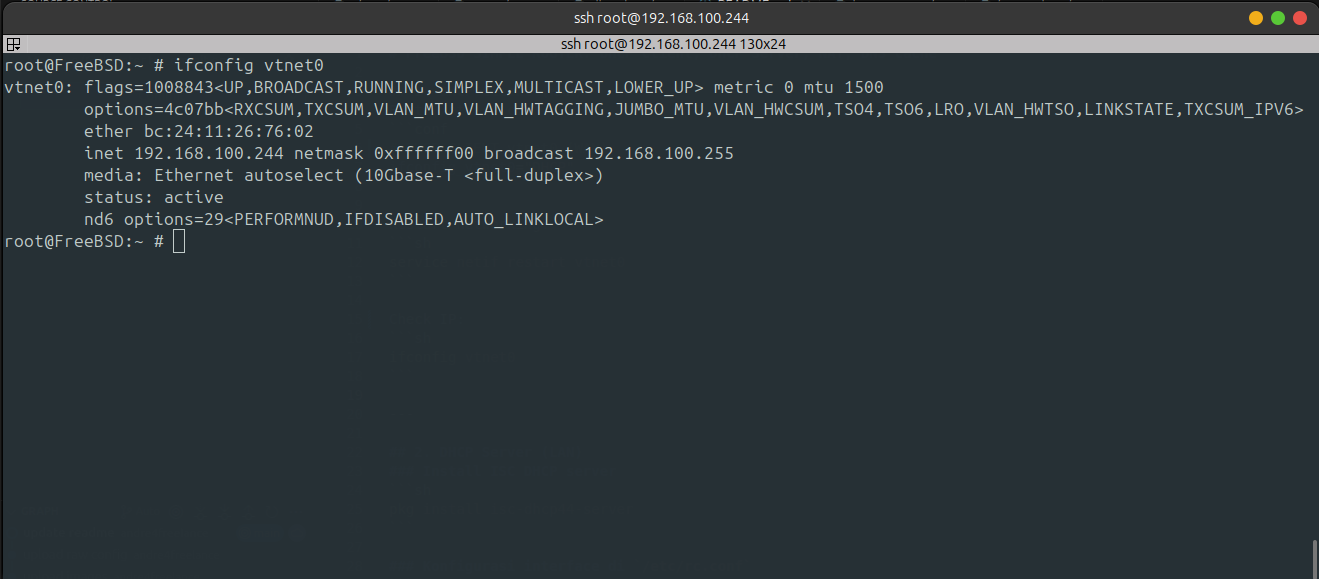 ssh root@192.168.100.244
ssh root@192.168.100.244 130x24
root@FreeBSD:~ # ifconfig vtnet0
vtnet0: flags=1008843<UP,BROADCAST,RUNNING,SIMPLEX,MULTICAST,LOWER_UP> metric 0 mtu 1500
        options=4c07bb<RXCSUM,TXCSUM,VLAN_MTU,VLAN_HWTAGGING,JUMBO_MTU,VLAN_HWCSUM,TSO4,TSO6,LRO,VLAN_HWTSO,LINKSTATE,TXCSUM_IPV6>
        ether bc:24:11:26:76:02
        inet 192.168.100.244 netmask 0xffffff00 broadcast 192.168.100.255
        media: Ethernet autoselect (10Gbase-T <full-duplex>)
        status: active
        nd6 options=29<PERFORMNUD,IFDISABLED,AUTO_LINKLOCAL>
root@FreeBSD:~ #